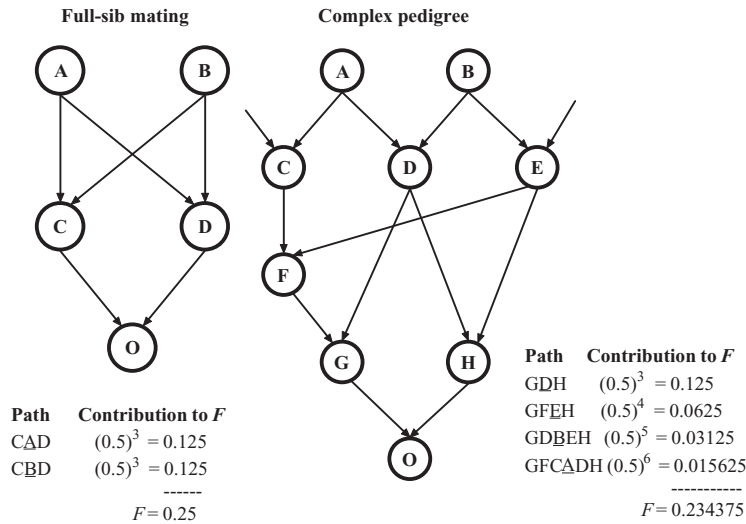 Full-sib mating
Complex pedigree
A
B
C
D
O
A
B
C
D
E
F
G
H
O
Path Contribution to F
CAD (0.5)^3 = 0.125
CBD (0.5)^3 = 0.125
------
F = 0.25
Path Contribution to F
GDH (0.5)^3 = 0.125
GFEH (0.5)^4 = 0.0625
GDBEH (0.5)^5 = 0.03125
GFCADH (0.5)^6 = 0.015625
-----------
F = 0.234375